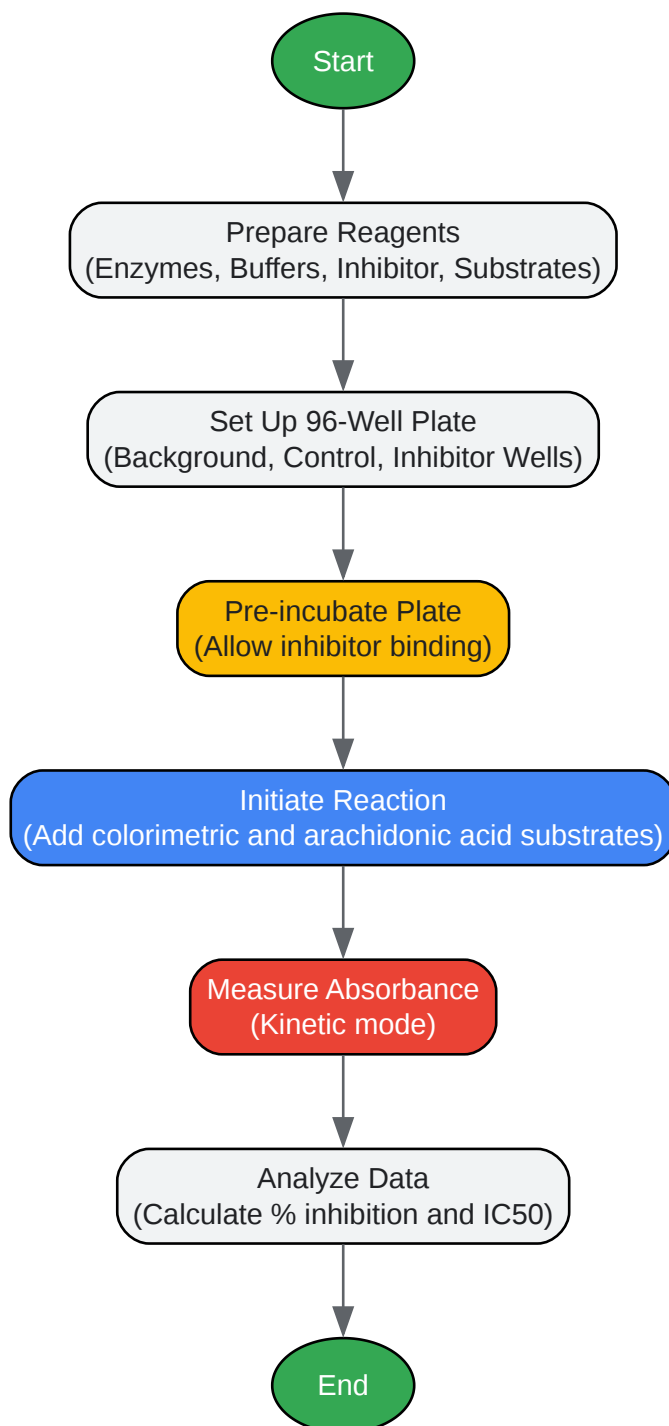 Start
Prepare Reagents
(Enzymes, Buffers, Inhibitor, Substrates)
Set Up 96-Well Plate
(Background, Control, Inhibitor Wells)
Pre-incubate Plate
(Allow inhibitor binding)
Initiate Reaction
(Add colorimetric and arachidonic acid substrates)
Measure Absorbance
(Kinetic mode)
Analyze Data
(Calculate % inhibition and IC50)
End